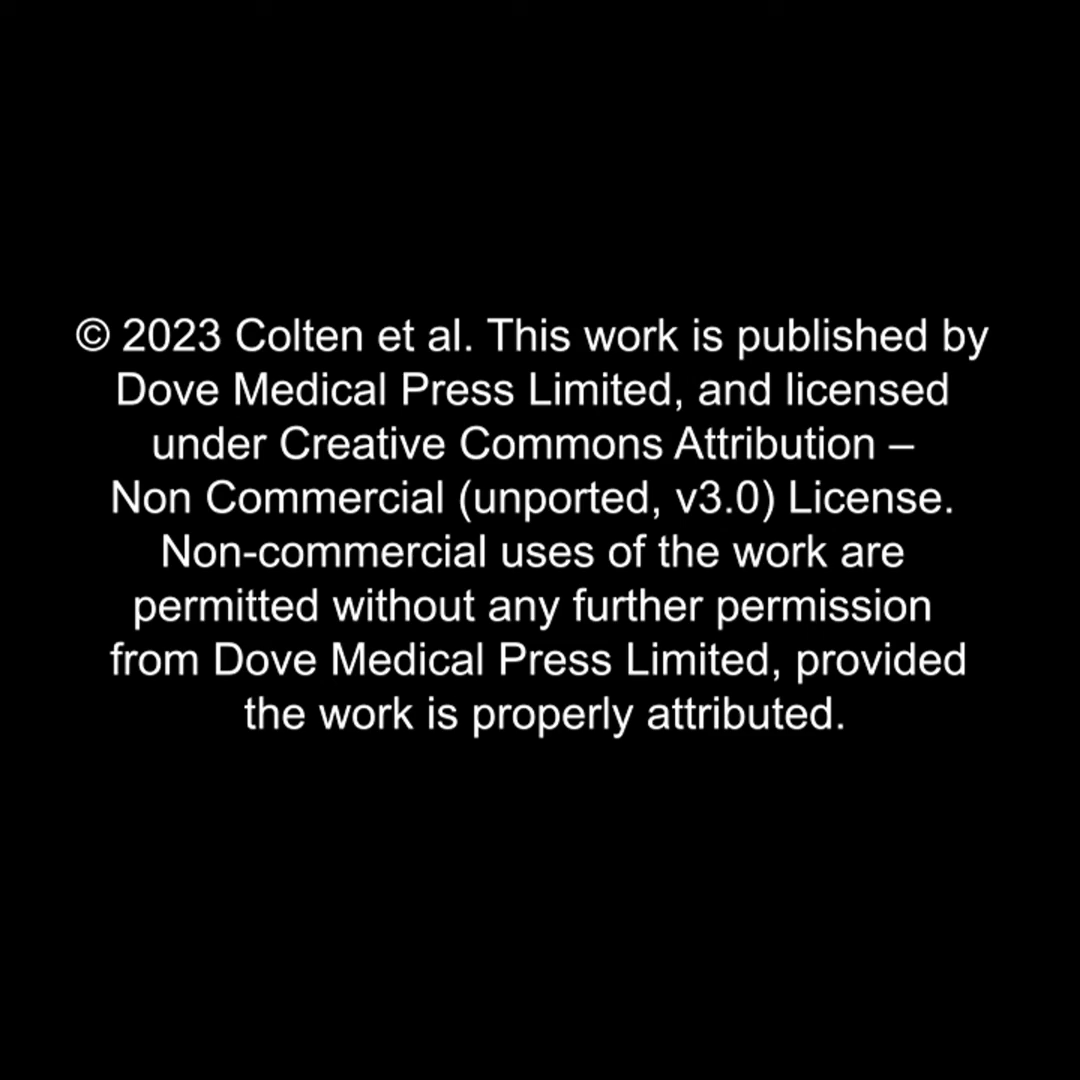 © 2023 Colten et al. This work is published by
Dove Medical Press Limited, and licensed
under Creative Commons Attribution –
Non Commercial (unported, v3.0) License.
Non-commercial uses of the work are
permitted without any further permission
from Dove Medical Press Limited, provided
the work is properly attributed.